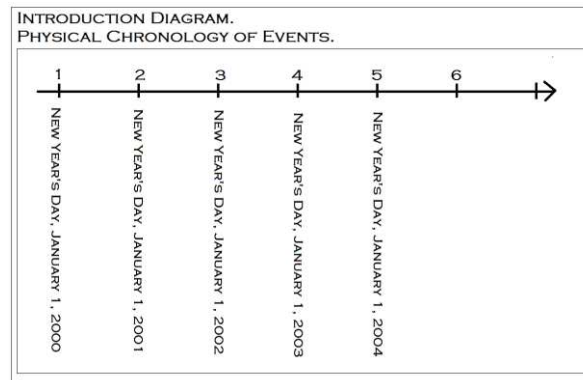 INTRODUCTION DIAGRAM.
PHYSICAL CHRONOLOGY OF EVENTS.
1 2 3 4 5 6
NEW YEAR'S DAY, JANUARY 1, 2000
NEW YEAR'S DAY, JANUARY 1, 2001
NEW YEAR'S DAY, JANUARY 1, 2002
NEW YEAR'S DAY, JANUARY 1, 2003
NEW YEAR'S DAY, JANUARY 1, 2004